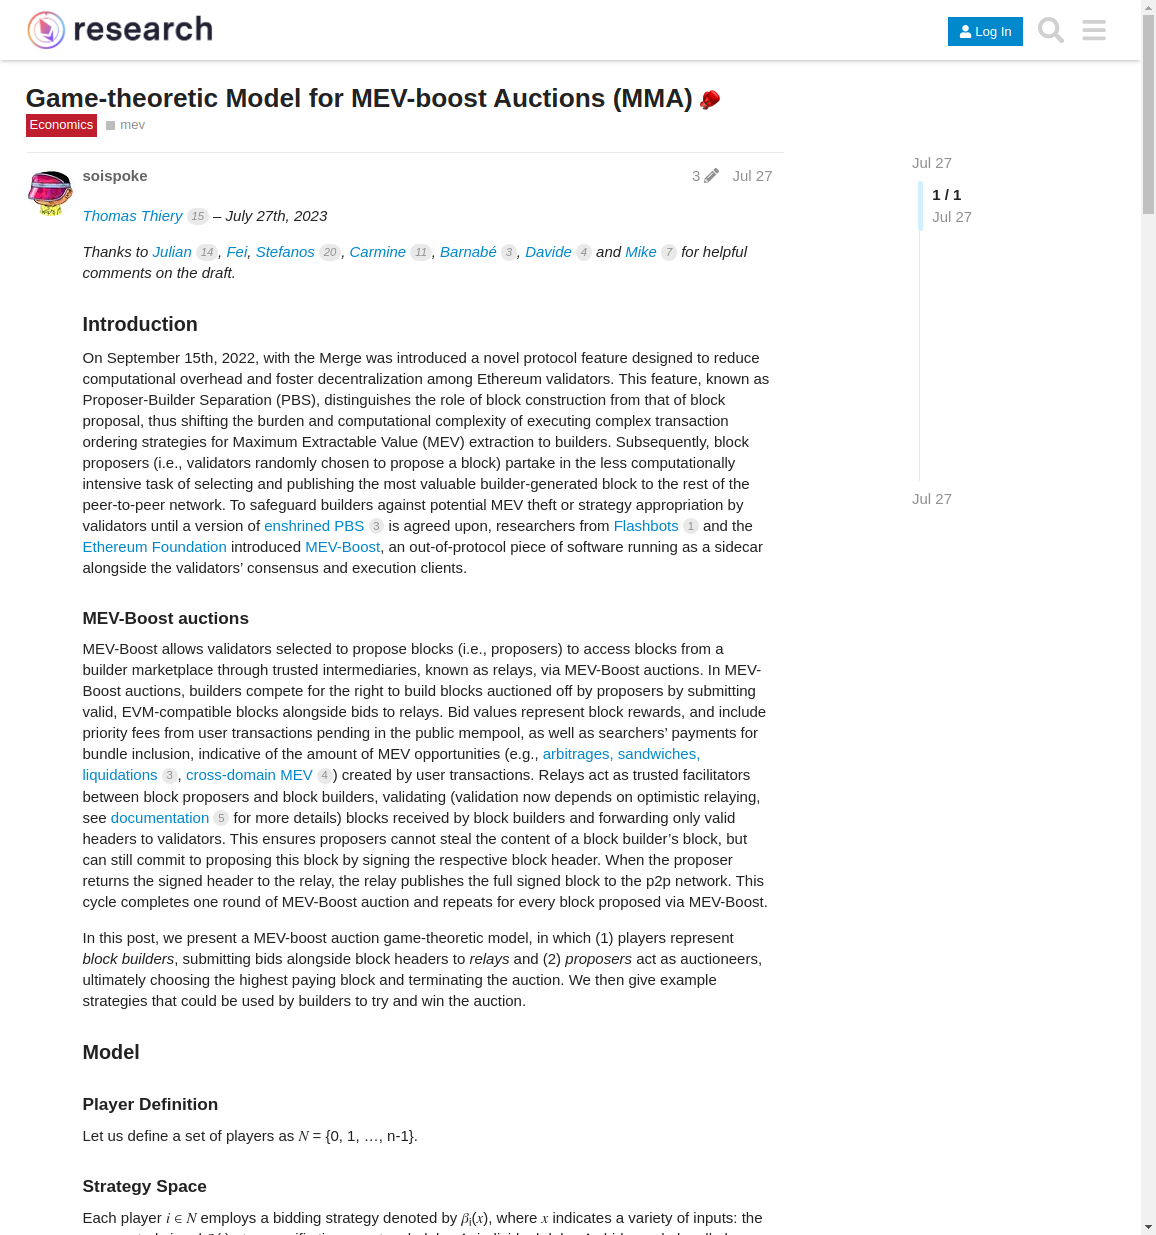 research
Log In
Game-theoretic Model for MEV-boost Auctions (MMA)
Economics mev
soispoke 3 Jul 27
Thomas Thiery 15 – July 27th, 2023
Thanks to Julian 14 , Fei, Stefanos 20 , Carmine 11 , Barnabé 3 , Davide 4 and Mike 7 for helpful
comments on the draft.
Introduction
On September 15th, 2022, with the Merge was introduced a novel protocol feature designed to reduce
computational overhead and foster decentralization among Ethereum validators. This feature, known as
Proposer-Builder Separation (PBS), distinguishes the role of block construction from that of block
proposal, thus shifting the burden and computational complexity of executing complex transaction
ordering strategies for Maximum Extractable Value (MEV) extraction to builders. Subsequently, block
proposers (i.e., validators randomly chosen to propose a block) partake in the less computationally
intensive task of selecting and publishing the most valuable builder-generated block to the rest of the
peer-to-peer network. To safeguard builders against potential MEV theft or strategy appropriation by
validators until a version of enshrined PBS 3 is agreed upon, researchers from Flashbots 1 and the
Ethereum Foundation introduced MEV-Boost, an out-of-protocol piece of software running as a sidecar
alongside the validators’ consensus and execution clients.
MEV-Boost auctions
MEV-Boost allows validators selected to propose blocks (i.e., proposers) to access blocks from a
builder marketplace through trusted intermediaries, known as relays, via MEV-Boost auctions. In MEV-
Boost auctions, builders compete for the right to build blocks auctioned off by proposers by submitting
valid, EVM-compatible blocks alongside bids to relays. Bid values represent block rewards, and include
priority fees from user transactions pending in the public mempool, as well as searchers’ payments for
bundle inclusion, indicative of the amount of MEV opportunities (e.g., arbitrages, sandwiches,
liquidations 3 , cross-domain MEV 4 ) created by user transactions. Relays act as trusted facilitators
between block proposers and block builders, validating (validation now depends on optimistic relaying,
see documentation 5 for more details) blocks received by block builders and forwarding only valid
headers to validators. This ensures proposers cannot steal the content of a block builder’s block, but
can still commit to proposing this block by signing the respective block header. When the proposer
returns the signed header to the relay, the relay publishes the full signed block to the p2p network. This
cycle completes one round of MEV-Boost auction and repeats for every block proposed via MEV-Boost.
In this post, we present a MEV-boost auction game-theoretic model, in which (1) players represent
block builders, submitting bids alongside block headers to relays and (2) proposers act as auctioneers,
ultimately choosing the highest paying block and terminating the auction. We then give example
strategies that could be used by builders to try and win the auction.
Model
Player Definition
Let us define a set of players as N = {0, 1, …, n-1}.
Strategy Space
Each player i ∈ N employs a bidding strategy denoted by βᵢ(x), where x indicates a variety of inputs: the
Jul 27
1 / 1
Jul 27
Jul 27